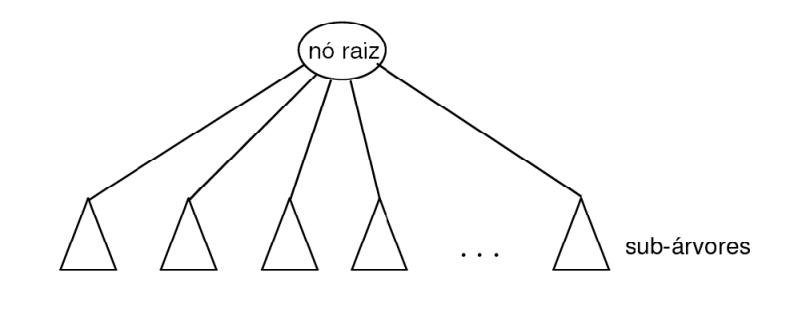 nó raiz
. . .
sub-árvores